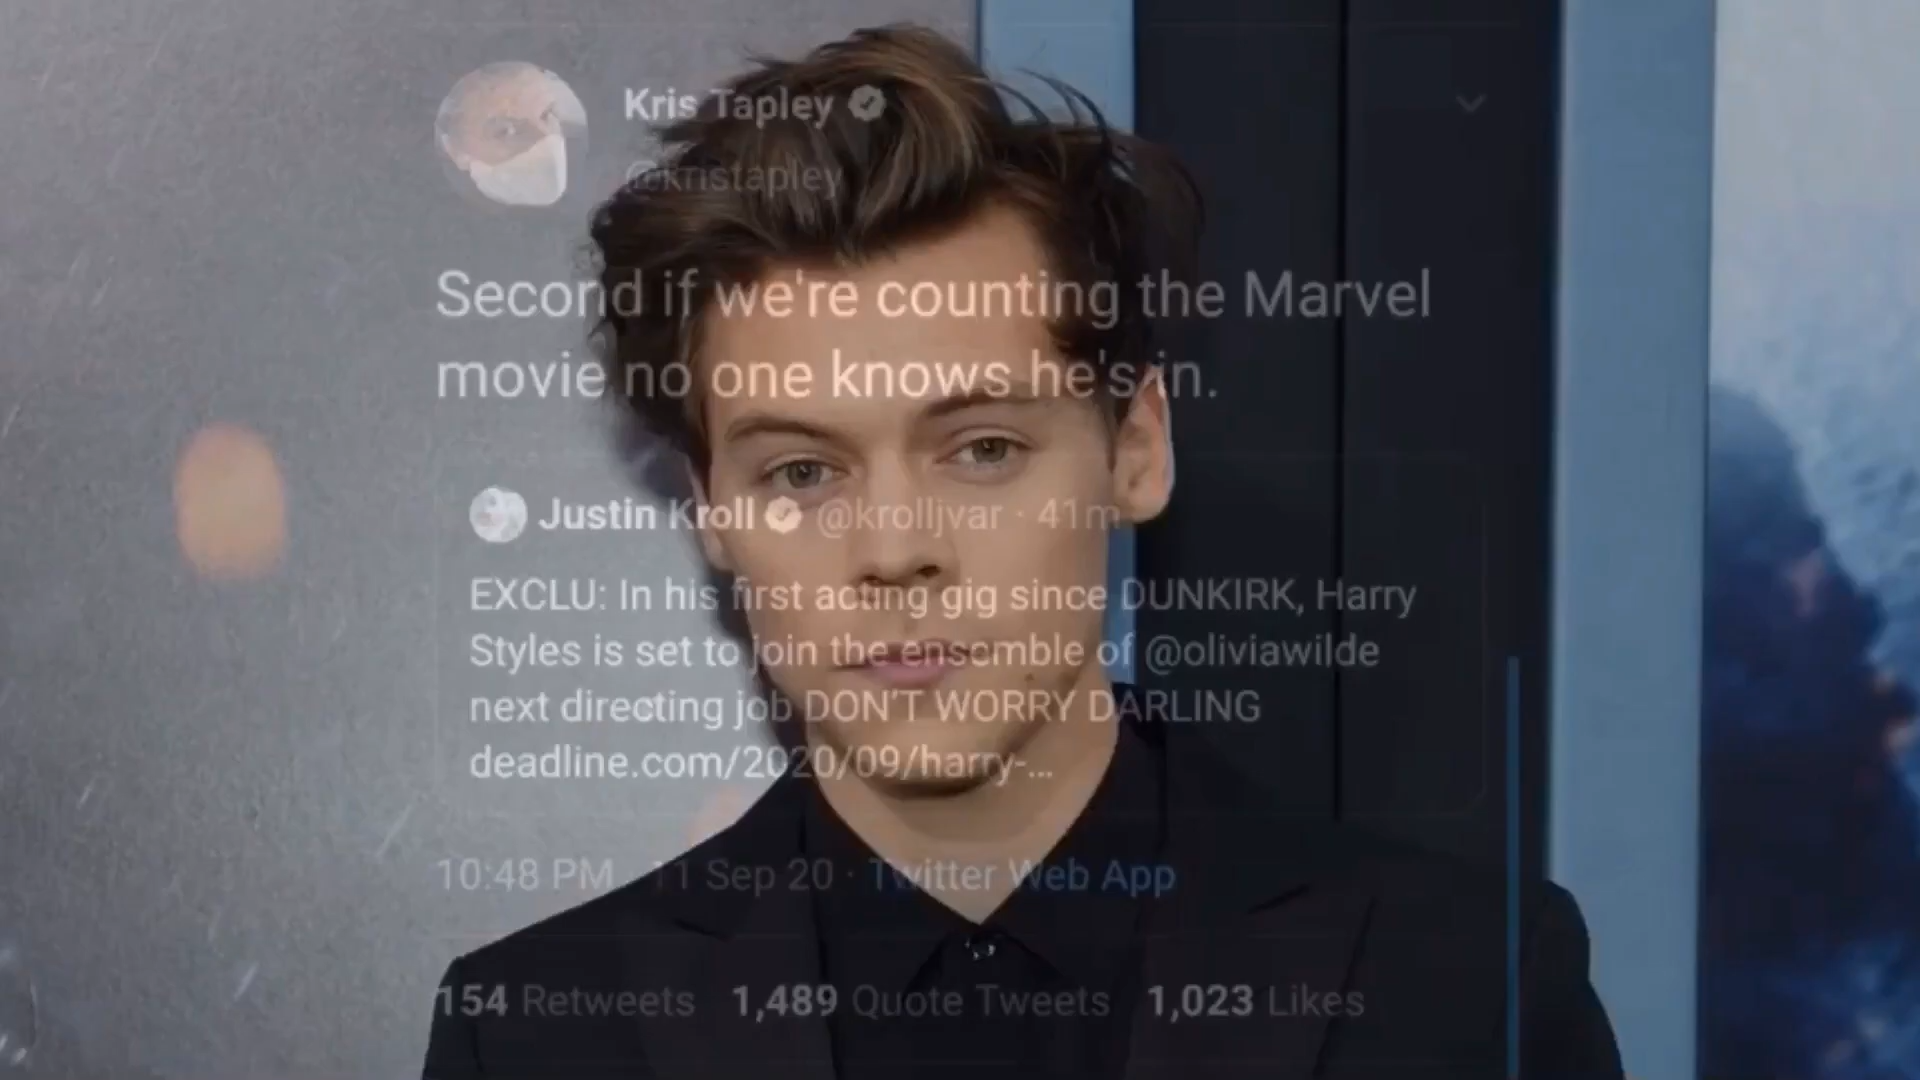 Kris Tapley
@kristapley
Second if we're counting the Marvel
movie no one knows he's in.
Justin Kroll @krolljvar · 41m
EXCLU: In his first acting gig since DUNKIRK, Harry
Styles is set to join the ensemble of @oliviawilde
next directing job DON'T WORRY DARLING
deadline.com/2020/09/harry-...
10:48 PM · 11 Sep 20 · Twitter Web App
154 Retweets 1,489 Quote Tweets 1,023 Likes